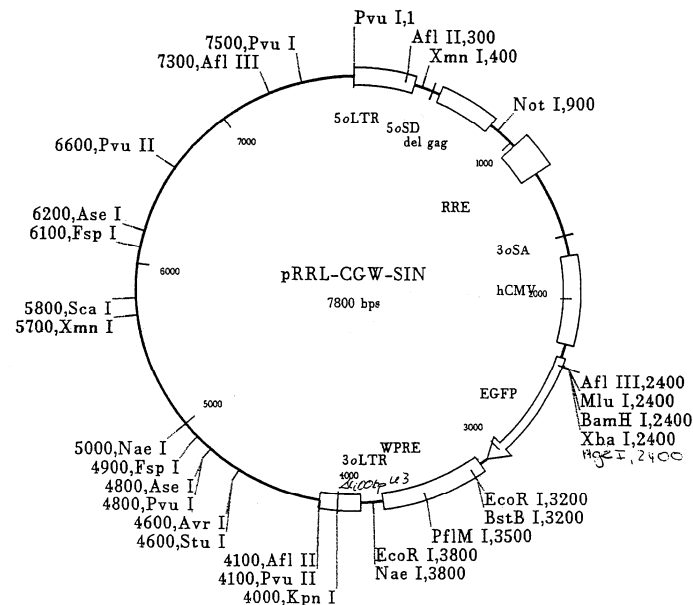 Pvu I,1
7500,Pvu I
Afl II,300
7300,Afl III
Xmn I,400
Not I,900
5oLTR
5oSD
del gag
7000
1000
6600,Pvu II
RRE
6200,Ase I
6100,Fsp I
3oSA
6000
pRRL-CGW-SIN
hCMV
2000
7800 bps
5800,Sca I
5700,Xmn I
EGFP
Afl III,2400
Mlu I,2400
BamH I,2400
Xba I,2400
AgeI, 2400
5000
3000
5000,Nae I
4900,Fsp I
4800,Ase I
4800,Pvu I
4600,Avr I
4600,Stu I
WPRE
3oLTR
4000
u3
EcoR I,3200
BstB I,3200
PflM I,3500
4100,Afl II
EcoR I,3800
4100,Pvu II
Nae I,3800
4000,Kpn I